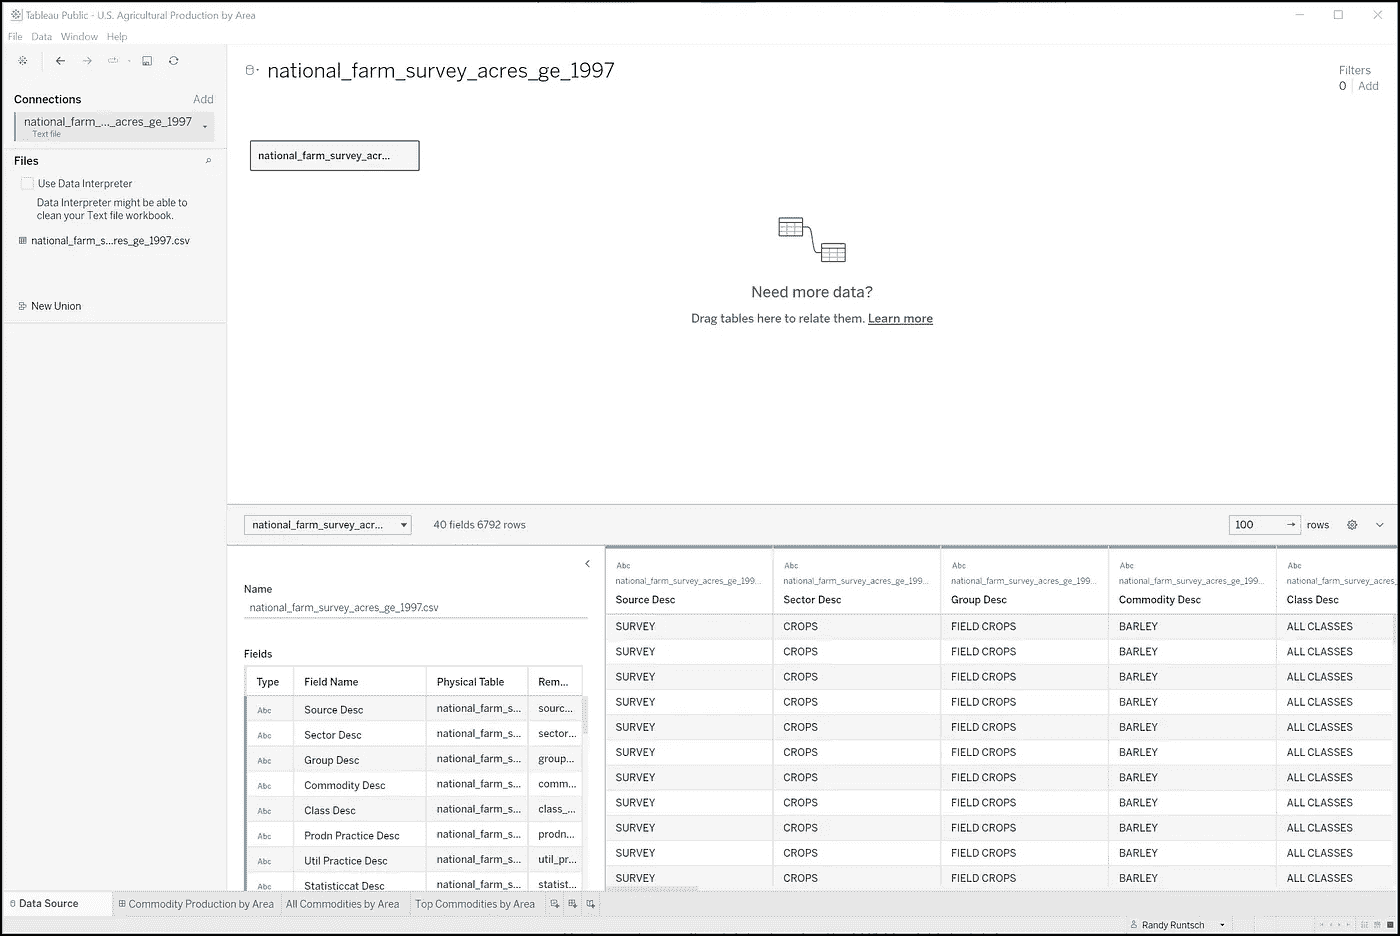 Tableau Public - U.S. Agricultural Production by Area
File Data Window Help
national_farm_survey_acres_ge_1997
Filters
0 Add
Connections Add
national_farm_..._acres_ge_1997
Text file
Files
Use Data Interpreter
Data Interpreter might be able to
clean your Text file workbook.
national_farm_s...res_ge_1997.csv
New Union
national_farm_survey_acr...
Need more data?
Drag tables here to relate them. Learn more
national_farm_survey_acr... 40 fields 6792 rows 100 rows
Name
national_farm_survey_acres_ge_1997.csv
Fields
Type Field Name Physical Table Rem...
Abc Source Desc national_farm_s... sourc...
Abc Sector Desc national_farm_s... sector...
Abc Group Desc national_farm_s... group...
Abc Commodity Desc national_farm_s... comm...
Abc Class Desc national_farm_s... class_...
Abc Prodn Practice Desc national_farm_s... prodn...
Abc Util Practice Desc national_farm_s... util_pr...
Abc Statisticcat Desc national_farm_s... statist...
Abc Abc Abc Abc Abc
national_farm_survey_acres_ge_199... national_farm_survey_acres_ge_199... national_farm_survey_acres_ge_199... national_farm_survey_acres_ge_199... national_farm_survey_acres_
Source Desc Sector Desc Group Desc Commodity Desc Class Desc
SURVEY CROPS FIELD CROPS BARLEY ALL CLASSES
SURVEY CROPS FIELD CROPS BARLEY ALL CLASSES
SURVEY CROPS FIELD CROPS BARLEY ALL CLASSES
SURVEY CROPS FIELD CROPS BARLEY ALL CLASSES
SURVEY CROPS FIELD CROPS BARLEY ALL CLASSES
SURVEY CROPS FIELD CROPS BARLEY ALL CLASSES
SURVEY CROPS FIELD CROPS BARLEY ALL CLASSES
SURVEY CROPS FIELD CROPS BARLEY ALL CLASSES
SURVEY CROPS FIELD CROPS BARLEY ALL CLASSES
SURVEY CROPS FIELD CROPS BARLEY ALL CLASSES
SURVEY CROPS FIELD CROPS BARLEY ALL CLASSES
Data Source Commodity Production by Area All Commodities by Area Top Commodities by Area
Randy Runtsch